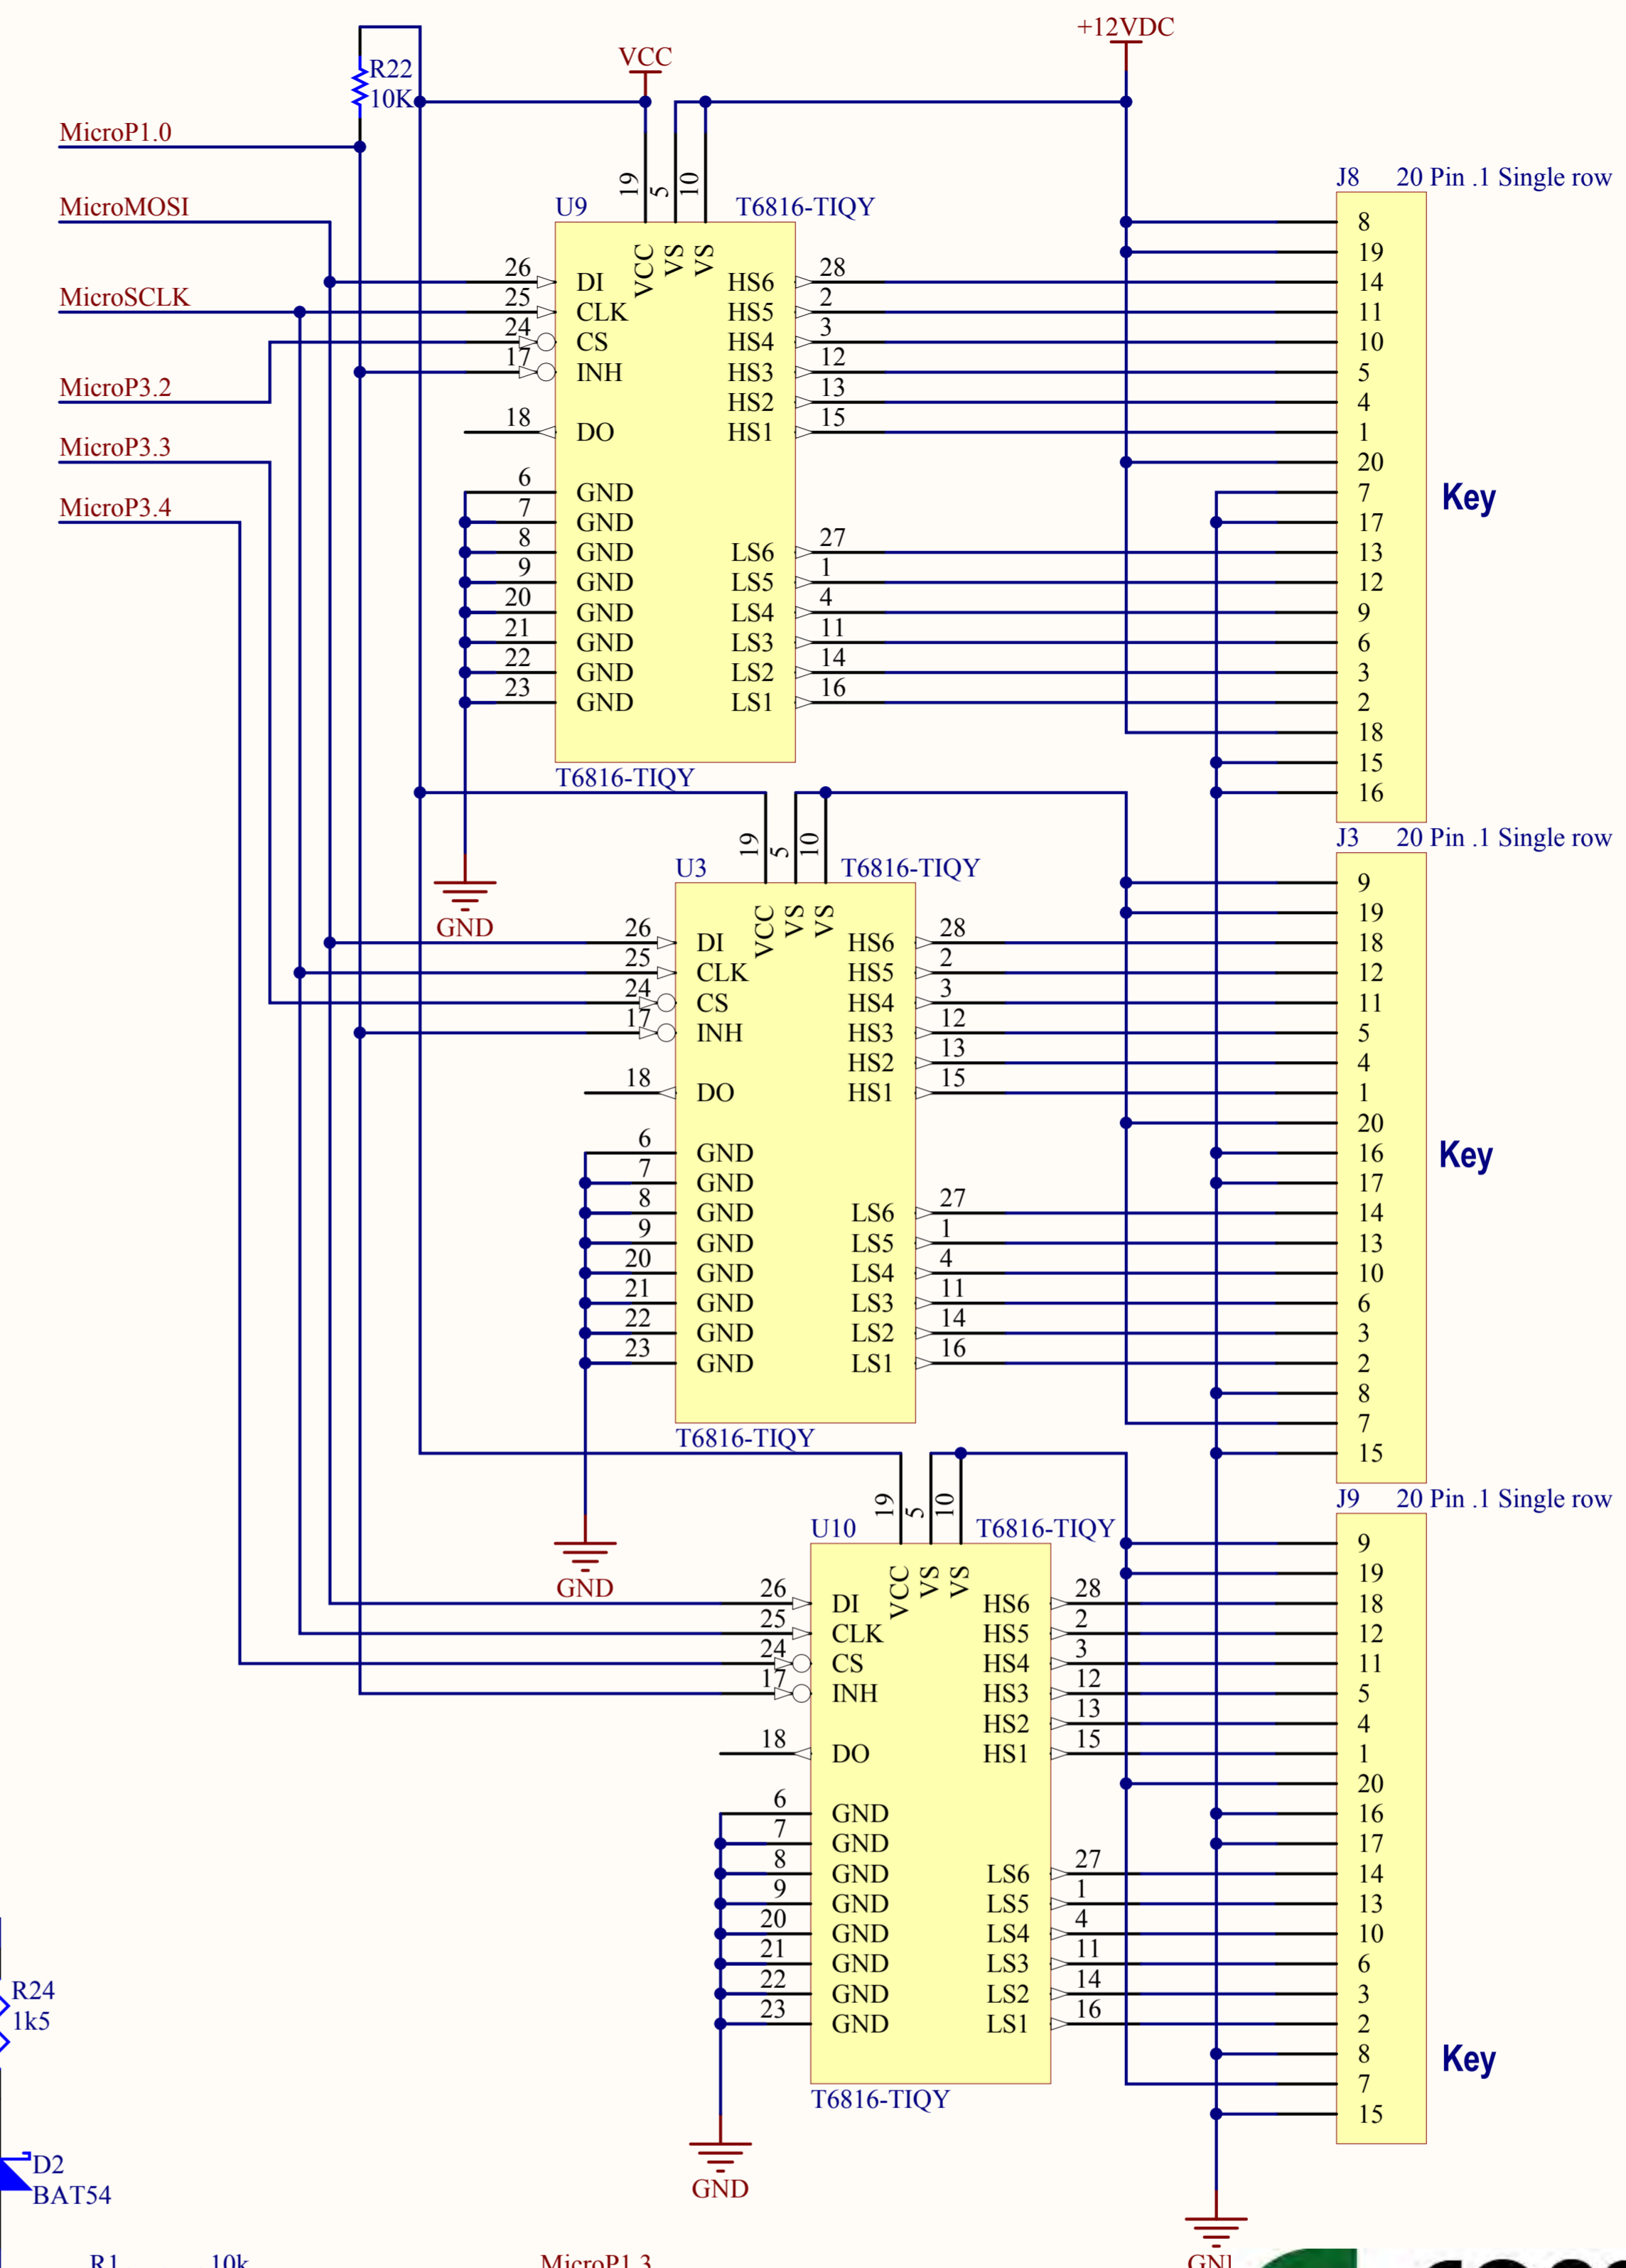 +12VDC
VCC
R22
10K
MicroP1.0
MicroMOSI
MicroSCLK
MicroP3.2
MicroP3.3
MicroP3.4
19 5 10
U9 T6816-TIQY
VCC VS VS
26 DI HS6 28
25 CLK HS5 2
24 CS HS4 3
17 INH HS3 12
HS2 13
18 DO HS1 15
6 GND
7 GND
8 GND LS6 27
9 GND LS5 1
20 GND LS4 4
21 GND LS3 11
22 GND LS2 14
23 GND LS1 16
T6816-TIQY
GND
J8 20 Pin .1 Single row
8
19
14
11
10
5
4
1
20
7 Key
17
13
12
9
6
3
2
18
15
16
19 5 10
U3 T6816-TIQY
VCC VS VS
26 DI HS6 28
25 CLK HS5 2
24 CS HS4 3
17 INH HS3 12
HS2 13
18 DO HS1 15
6 GND
7 GND
8 GND LS6 27
9 GND LS5 1
20 GND LS4 4
21 GND LS3 11
22 GND LS2 14
23 GND LS1 16
T6816-TIQY
GND
J3 20 Pin .1 Single row
9
19
18
12
11
5
4
1
20
16 Key
17
14
13
10
6
3
2
8
7
15
19 5 10
U10 T6816-TIQY
VCC VS VS
26 DI HS6 28
25 CLK HS5 2
24 CS HS4 3
17 INH HS3 12
HS2 13
18 DO HS1 15
6 GND
7 GND
8 GND LS6 27
9 GND LS5 1
20 GND LS4 4
21 GND LS3 11
22 GND LS2 14
23 GND LS1 16
T6816-TIQY
GND
J9 20 Pin .1 Single row
9
19
18
12
11
5
4
1
20
16
17
14
13
10
6
3
2
8 Key
7
15
R24
1k5
D2
BAT54
R1 10k
MicroP1.3